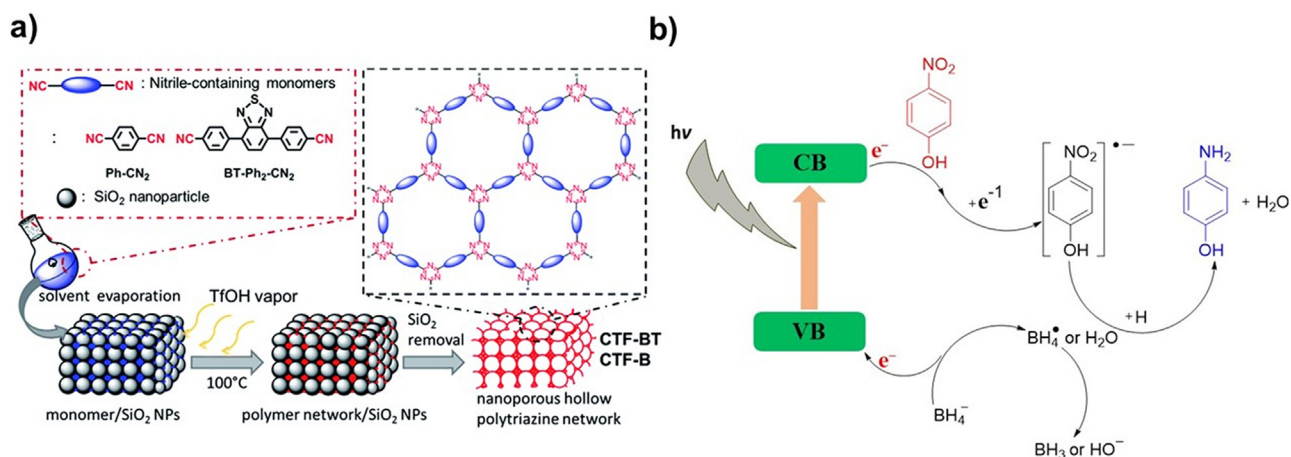 a)
NC
CN
: Nitrile-containing monomers
:
NC
CN
NC
CN
S
N
N
Ph-CN₂
BT-Ph₂-CN₂
: SiO₂ nanoparticle
solvent evaporation
TfOH vapor
100°C
SiO₂
removal
CTF-BT
CTF-B
monomer/SiO₂ NPs
polymer network/SiO₂ NPs
nanoporous hollow
polytriazine network
b)
hν
CB
VB
e⁻
NO₂
OH
+e⁻¹
NO₂
OH
•—
NH₂
OH
+ H₂O
+H
e⁻
BH₄• or H₂O
BH₄⁻
BH₃ or HO⁻